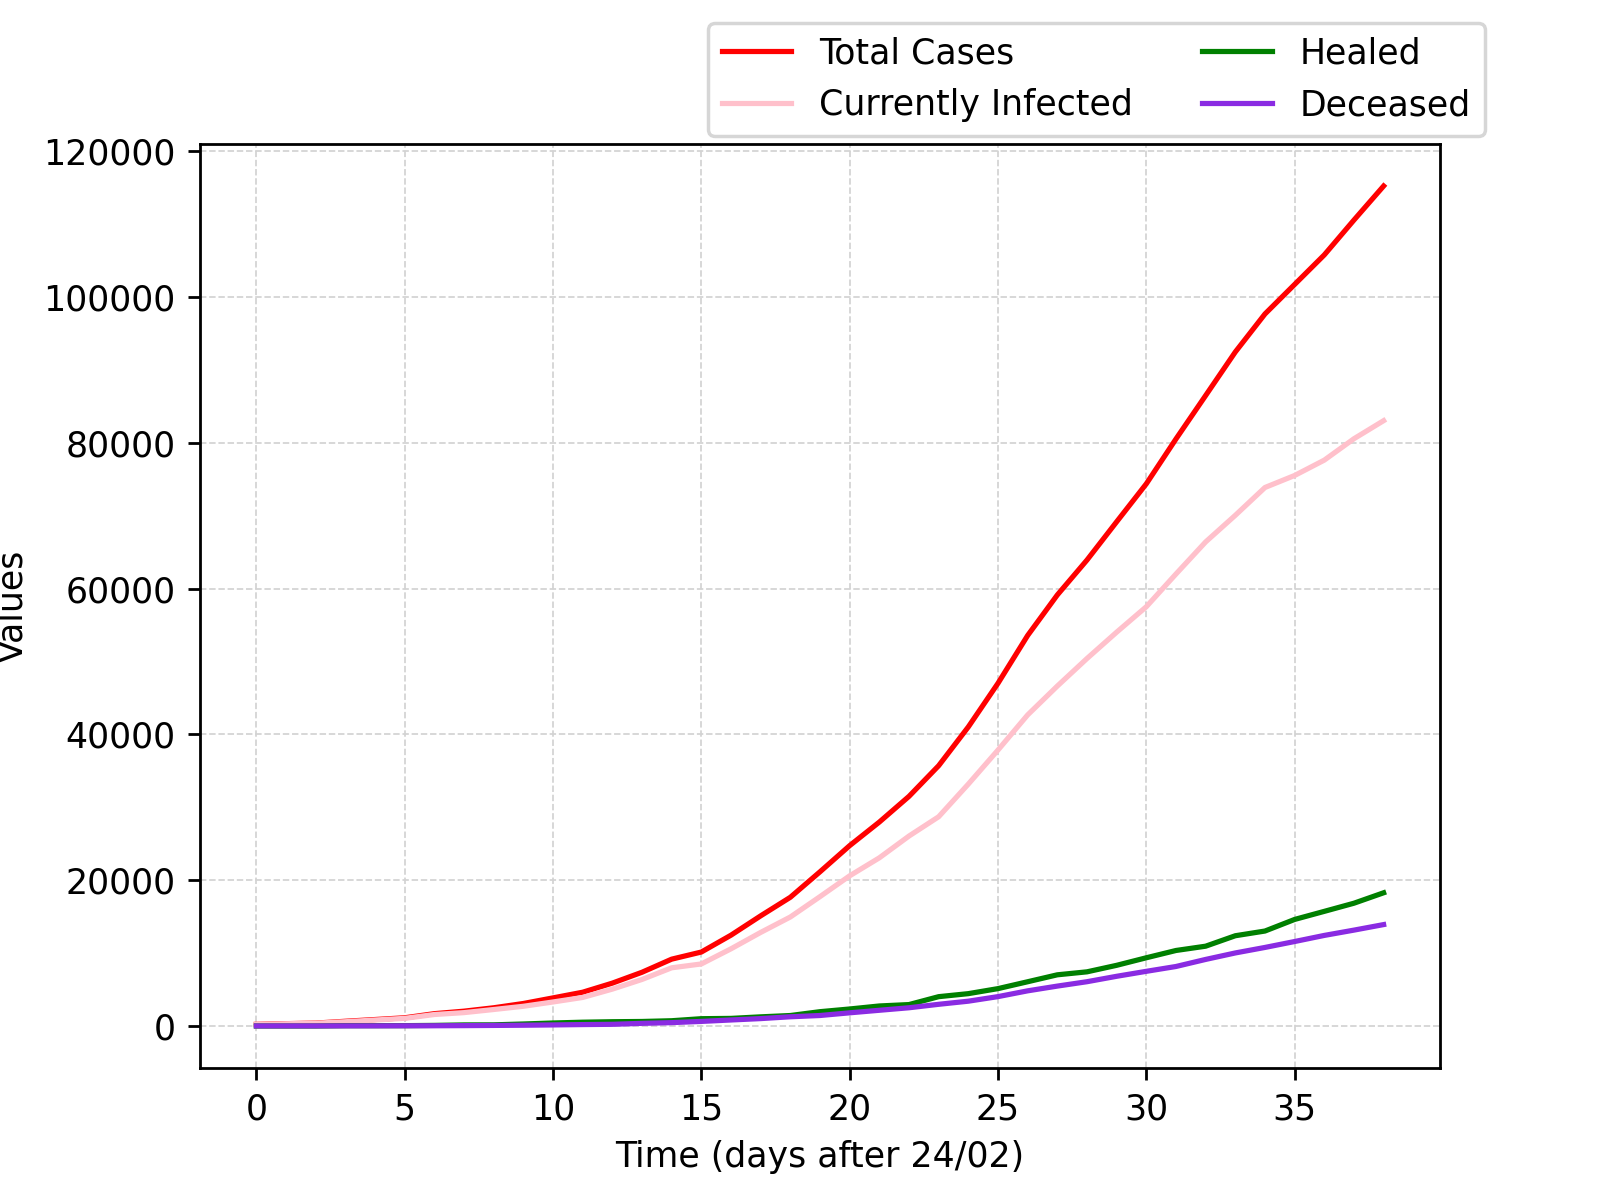 Total Cases
Currently Infected
Healed
Deceased
120000
100000
80000
60000
40000
20000
0
Values
0 5 10 15 20 25 30 35
Time (days after 24/02)